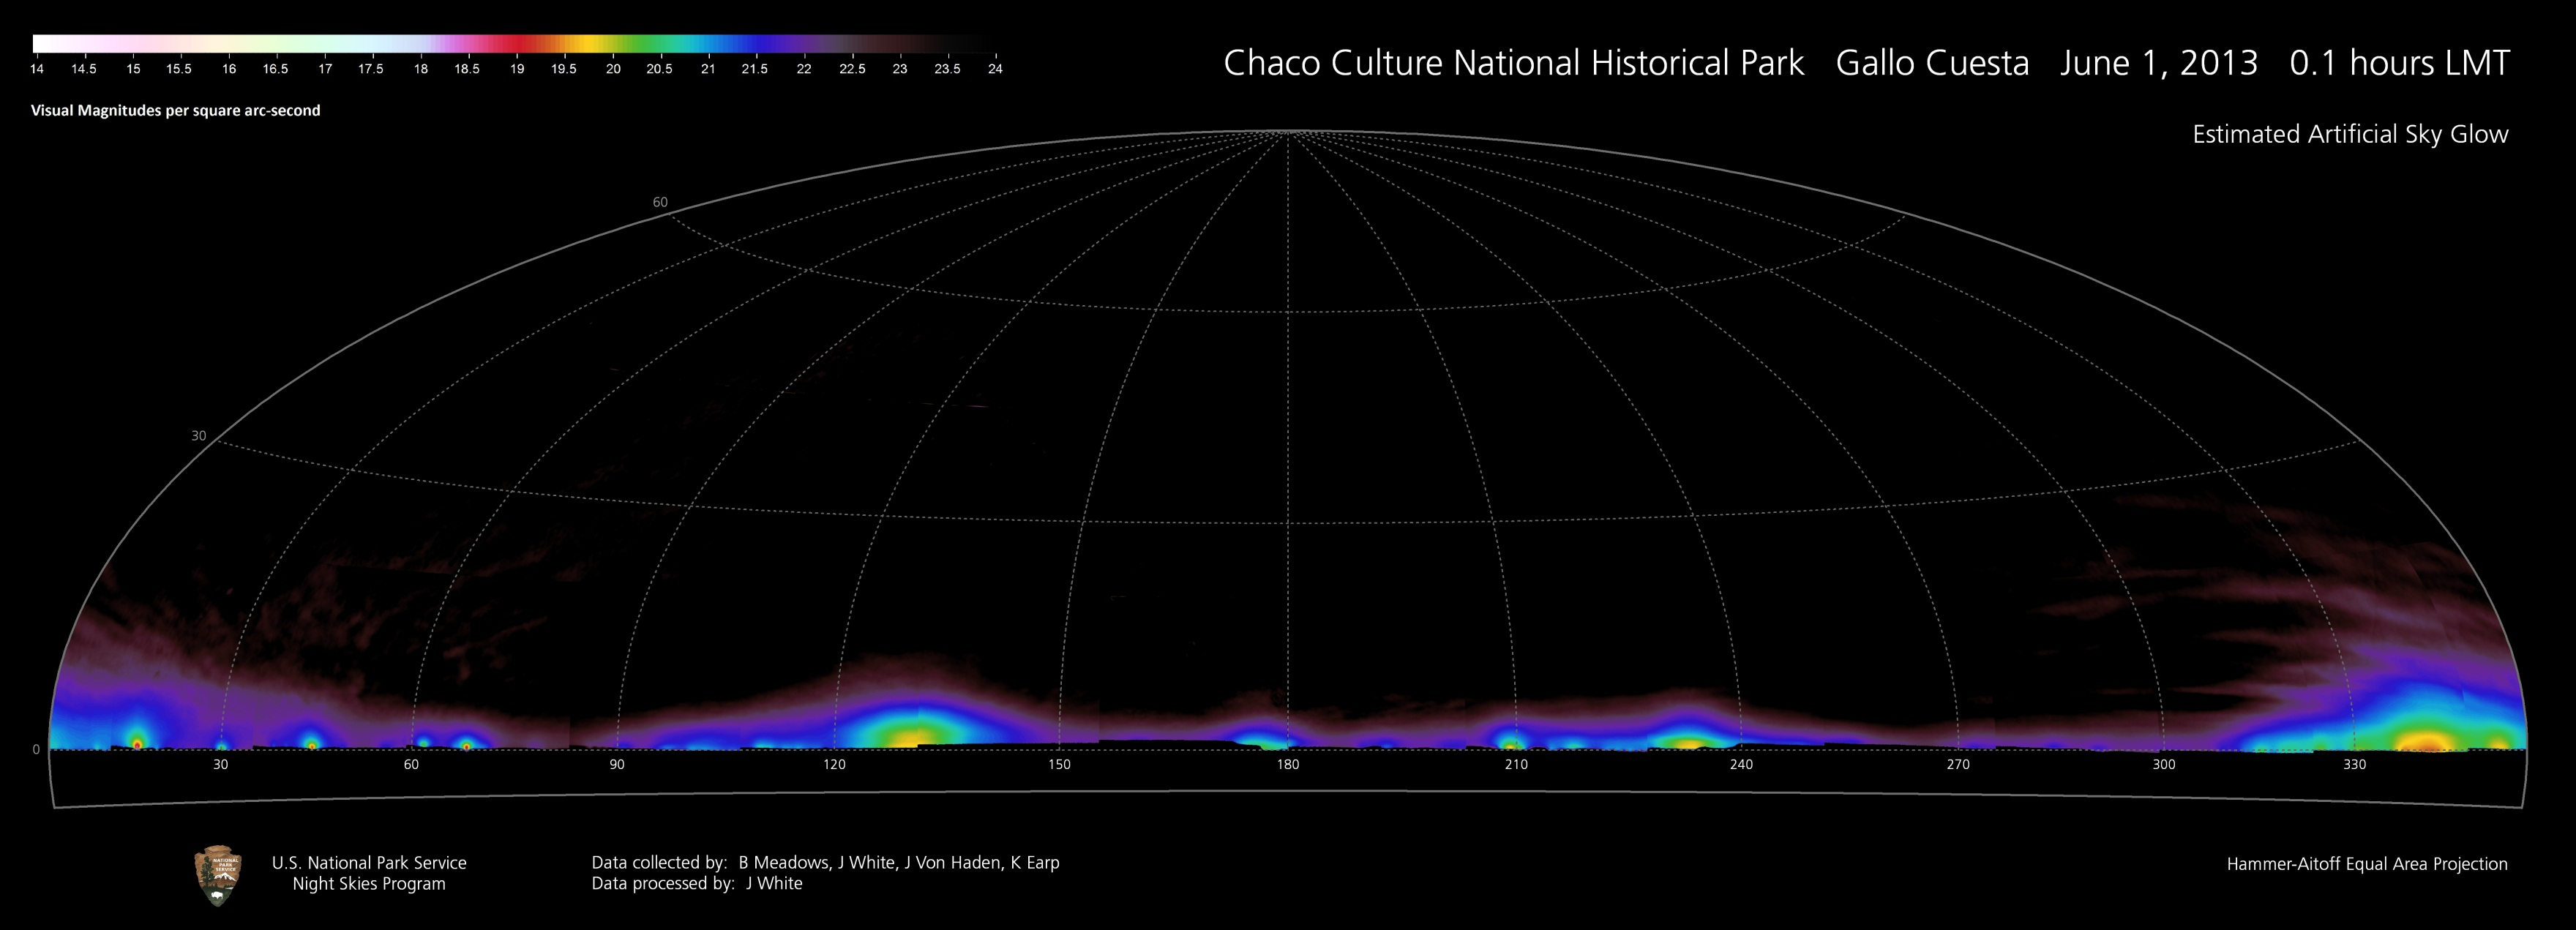 14 14.5 15 15.5 16 16.5 17 17.5 18 18.5 19 19.5 20 20.5 21 21.5 22 22.5 23 23.5 24
Chaco Culture National Historical Park Gallo Cuesta June 1, 2013 0.1 hours LMT
Visual Magnitudes per square arc-second
Estimated Artificial Sky Glow
60
30
0
30 60 90 120 150 180 210 240 270 300 330
NATIONAL
PARK
SERVICE
U.S. National Park Service
Night Skies Program
Data collected by: B Meadows, J White, J Von Haden, K Earp
Data processed by: J White
Hammer-Aitoff Equal Area Projection